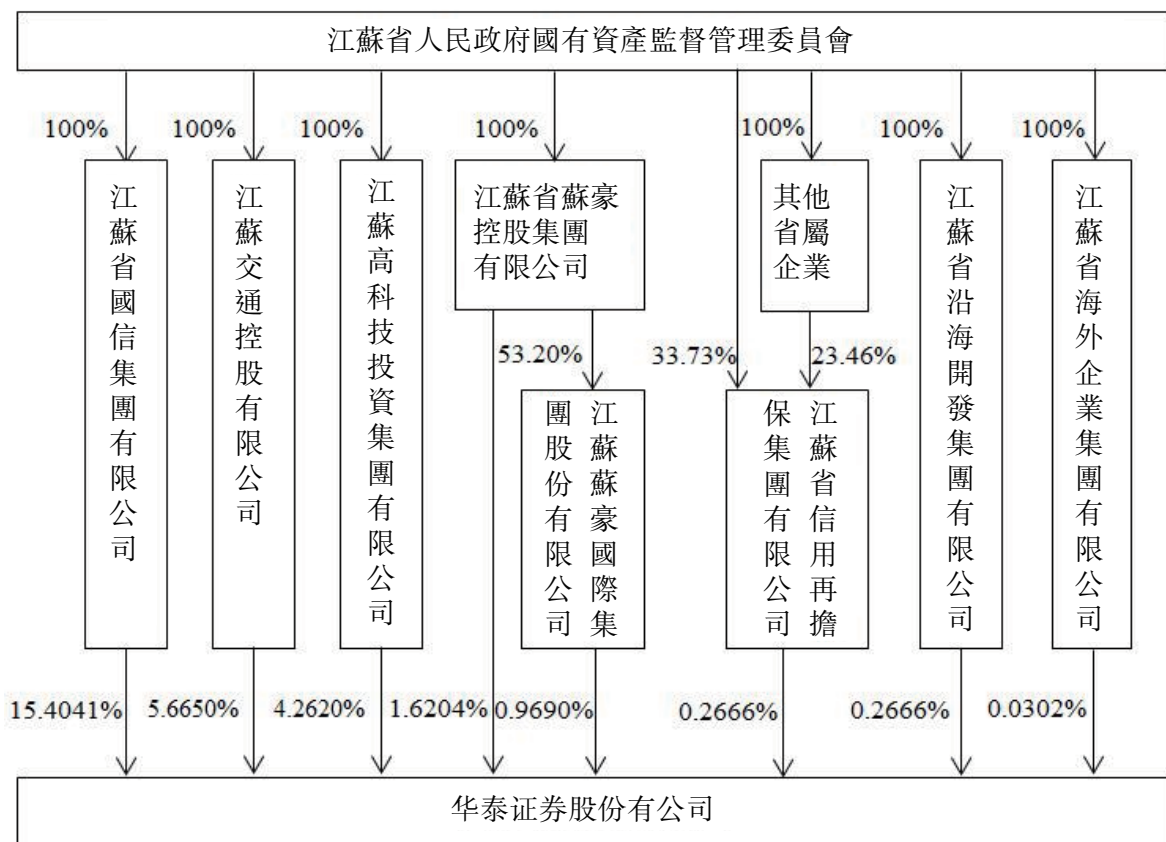 江蘇省人民政府國有資產監督管理委員會
100%
100%
100%
100%
100%
100%
100%
江蘇省國信集團有限公司
江蘇交通控股有限公司
江蘇高科技投資集團有限公司
江蘇省蘇豪
控股集團
有限公司
其他
省屬
企業
江蘇省沿海開發集團有限公司
江蘇省海外企業集團有限公司
53.20%
33.73%
23.46%
江蘇蘇豪國際集
團股份有限公司
江蘇省信用再擔
保集團有限公司
15.4041%
5.6650%
4.2620%
1.6204%
0.9690%
0.2666%
0.2666%
0.0302%
华泰证券股份有公司